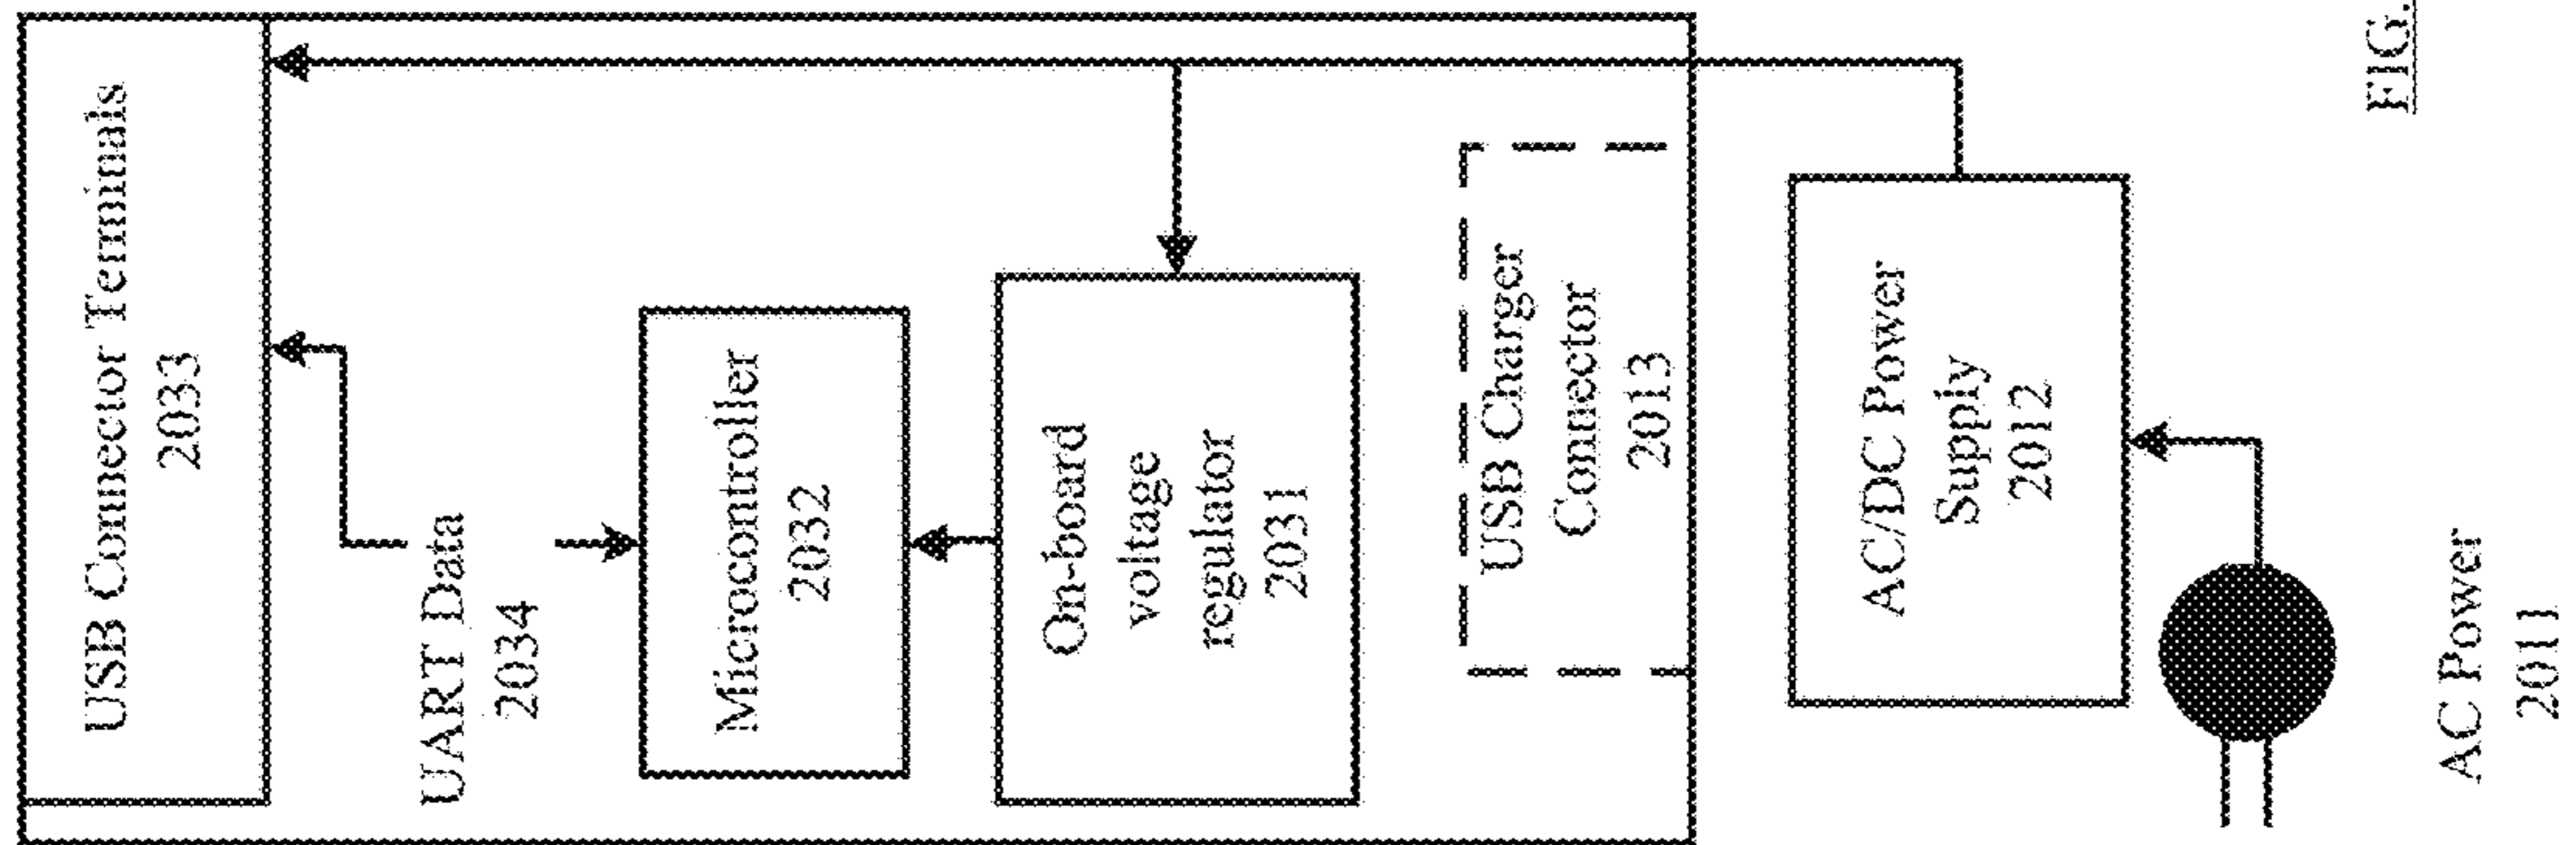 USB Connector Terminals
2033
UART Data
2034
Microcontroller
2032
On-board
voltage
regulator
2031
USB Charger
Connector
2013
AC/DC Power
Supply
2012
AC Power
2011
FIG.